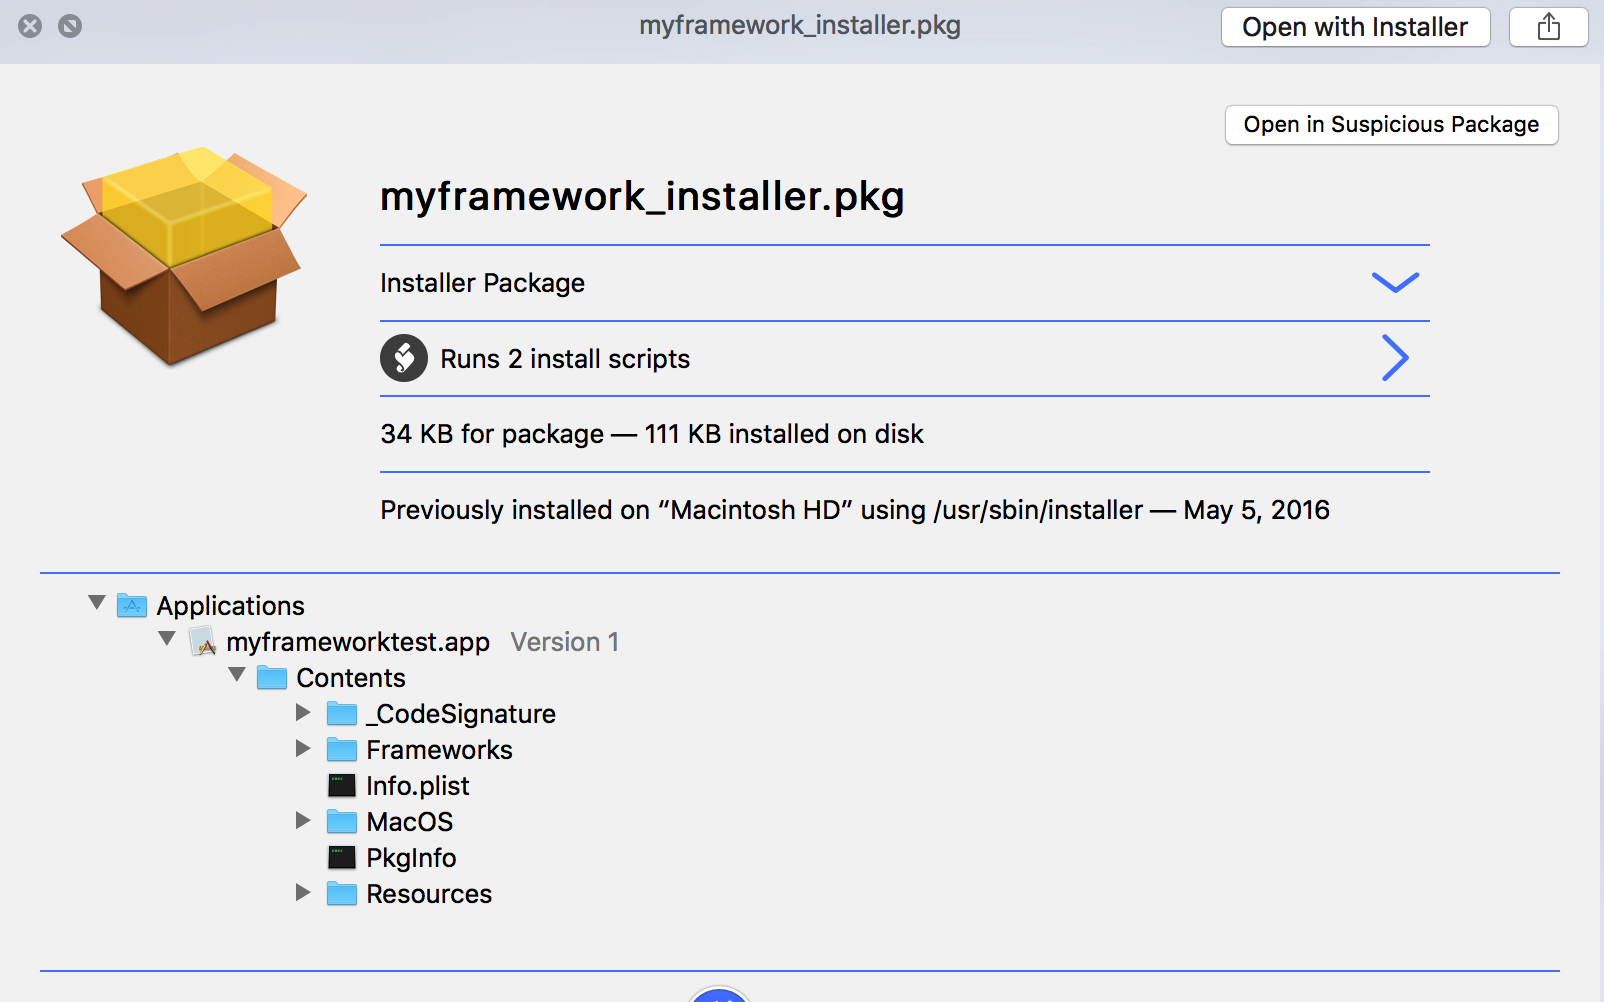 myframework_installer.pkg
Open with Installer
Open in Suspicious Package
myframework_installer.pkg
Installer Package
Runs 2 install scripts
34 KB for package — 111 KB installed on disk
Previously installed on “Macintosh HD” using /usr/sbin/installer — May 5, 2016
Applications
myframeworktest.app Version 1
Contents
_CodeSignature
Frameworks
Info.plist
MacOS
PkgInfo
Resources